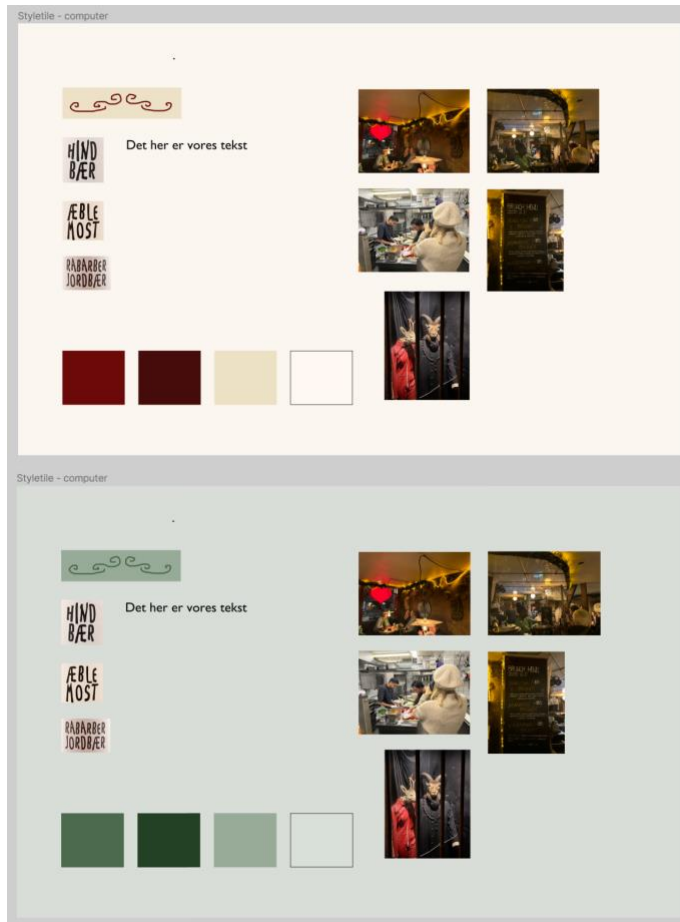 Styletile - computer
HIND
BÆR
Det her er vores tekst
ÆBLE
MOST
RABARBER
JORDBÆR
Styletile - computer
HIND
BÆR
Det her er vores tekst
ÆBLE
MOST
RABARBER
JORDBÆR